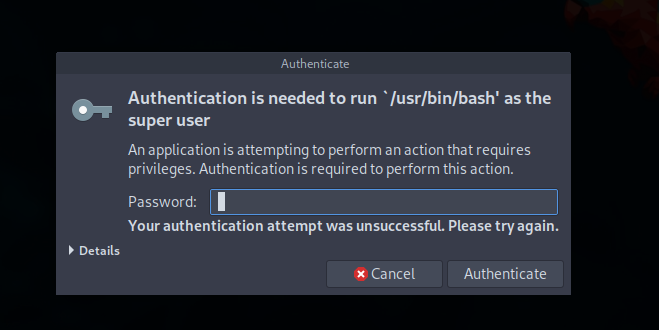 Authenticate
Authentication is needed to run `/usr/bin/bash' as the
super user
An application is attempting to perform an action that requires
privileges. Authentication is required to perform this action.
Password:
Your authentication attempt was unsuccessful. Please try again.
Details
Cancel Authenticate